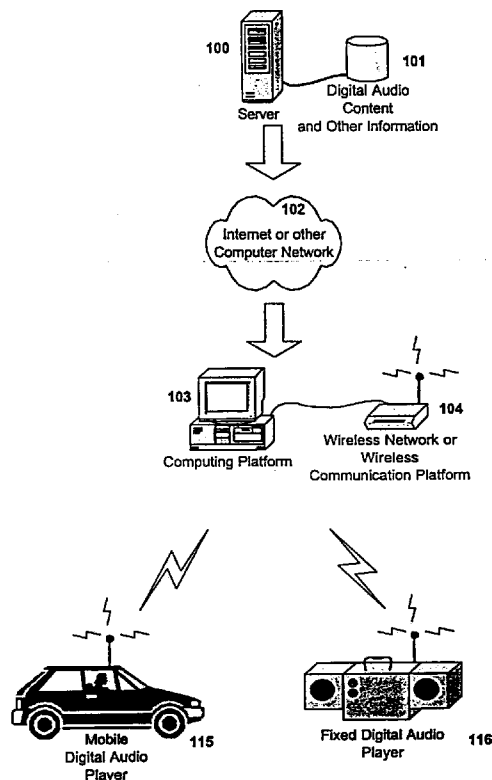 100
101
Server
Digital Audio
Content
and Other Information
102
Internet or other
Computer Network
103
104
Computing Platform
Wireless Network or
Wireless
Communication Platform
Mobile
Digital Audio
Player
115
Fixed Digital Audio
Player
116